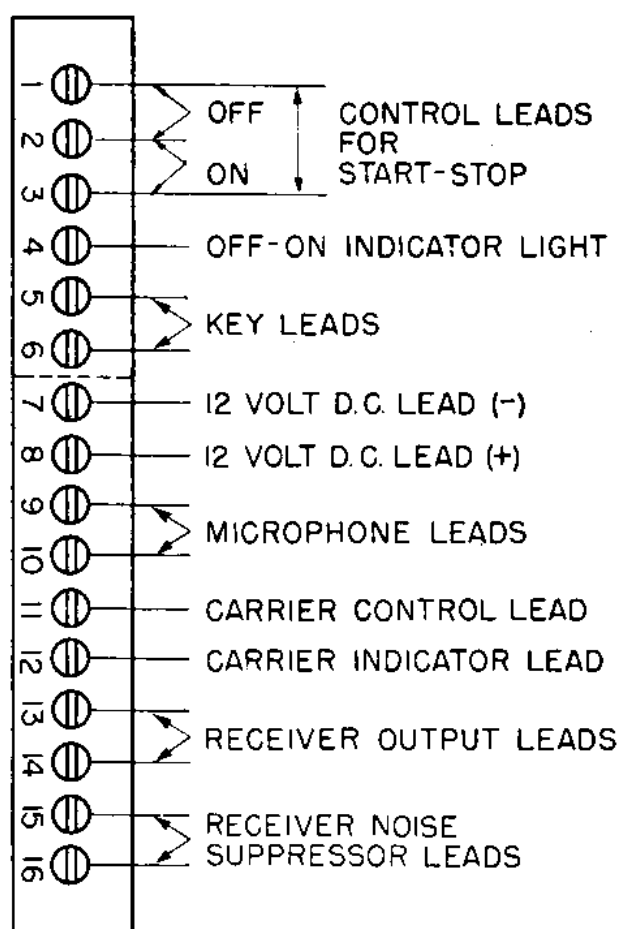 1
OFF
CONTROL LEADS
2
FOR
ON
START-STOP
3
4
OFF-ON INDICATOR LIGHT
5
KEY LEADS
6
7
12 VOLT D.C. LEAD (-)
8
12 VOLT D.C. LEAD (+)
9
MICROPHONE LEADS
10
11
CARRIER CONTROL LEAD
12
CARRIER INDICATOR LEAD
13
RECEIVER OUTPUT LEADS
14
15
RECEIVER NOISE
SUPPRESSOR LEADS
16